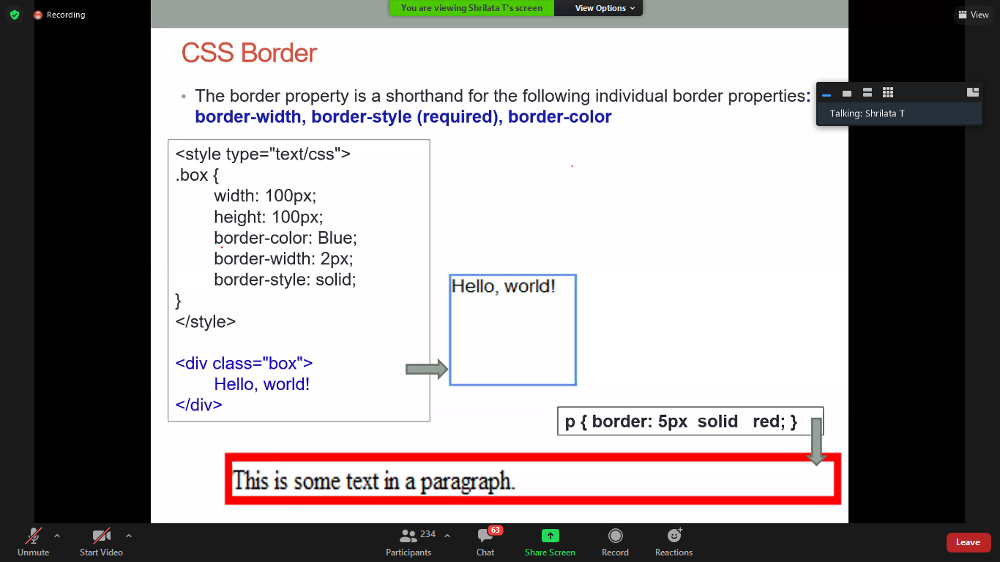 Recording
You are viewing Shrilata T's screen
View Options
View
CSS Border
• The border property is a shorthand for the following individual border properties:
border-width, border-style (required), border-color
Talking: Shrilata T
<style type="text/css">
.box {
width: 100px;
height: 100px;
border-color: Blue;
border-width: 2px;
border-style: solid;
}
</style>
<div class="box">
Hello, world!
</div>
Hello, world!
p { border: 5px solid red; }
This is some text in a paragraph.
Unmute
Start Video
234
Participants
63
Chat
Share Screen
Record
Reactions
Leave